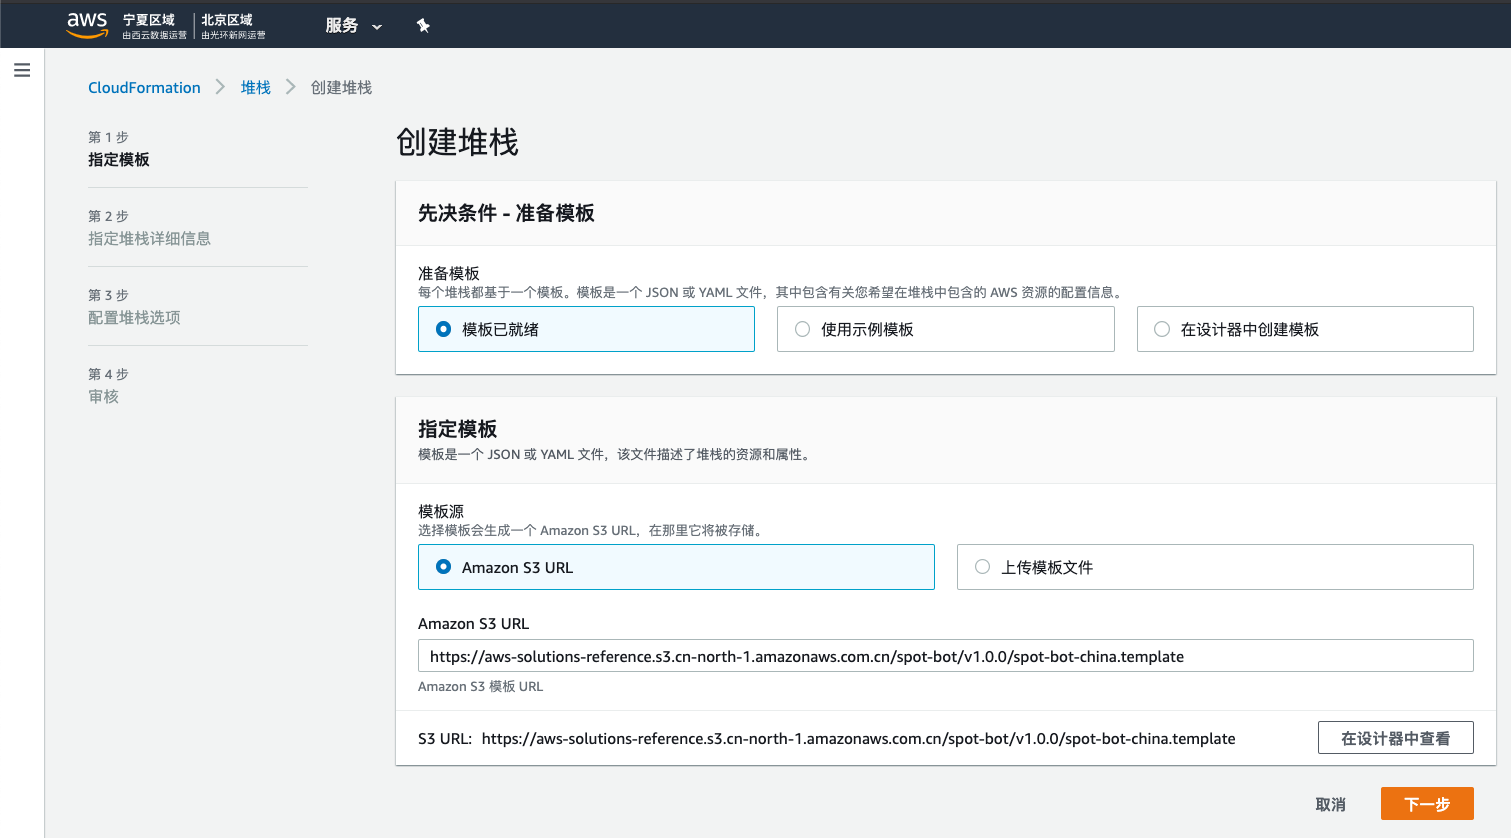 aws
宁夏区域
由西云数据运营
北京区域
由光环新网运营
服务
CloudFormation
堆栈
创建堆栈
第 1 步
指定模板
第 2 步
指定堆栈详细信息
第 3 步
配置堆栈选项
第 4 步
审核
创建堆栈
先决条件 - 准备模板
准备模板
每个堆栈都基于一个模板。模板是一个 JSON 或 YAML 文件，其中包含有关您希望在堆栈中包含的 AWS 资源的配置信息。
模板已就绪
使用示例模板
在设计器中创建模板
指定模板
模板是一个 JSON 或 YAML 文件，该文件描述了堆栈的资源和属性。
模板源
选择模板会生成一个 Amazon S3 URL，在那里它将被存储。
Amazon S3 URL
上传模板文件
Amazon S3 URL
https://aws-solutions-reference.s3.cn-north-1.amazonaws.com.cn/spot-bot/v1.0.0/spot-bot-china.template
Amazon S3 模板 URL
S3 URL: https://aws-solutions-reference.s3.cn-north-1.amazonaws.com.cn/spot-bot/v1.0.0/spot-bot-china.template
在设计器中查看
取消
下一步